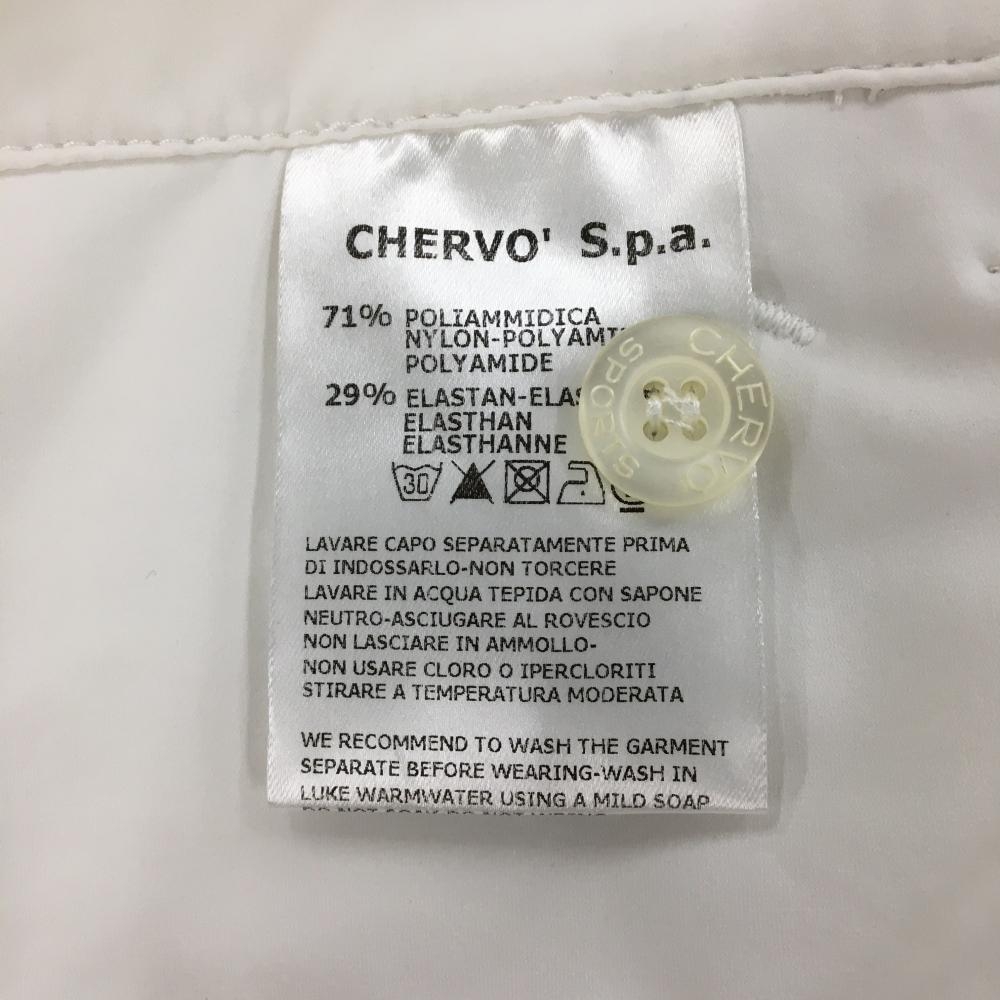 CHERVO' S.p.a.
71% POLIAMMIDICA
NYLON-POLYAMI
POLYAMIDE
29% ELASTAN-ELAS
ELASTHAN
ELASTHANNE
30
CHERVO' SPORTS
LAVARE CAPO SEPARATAMENTE PRIMA
DI INDOSSARLO-NON TORCERE
LAVARE IN ACQUA TEPIDA CON SAPONE
NEUTRO-ASCIUGARE AL ROVESCIO
NON LASCIARE IN AMMOLLO-
NON USARE CLORO O IPERCLORITI
STIRARE A TEMPERATURA MODERATA
WE RECOMMEND TO WASH THE GARMENT
SEPARATE BEFORE WEARING-WASH IN
LUKE WARMWATER USING A MILD SOAP